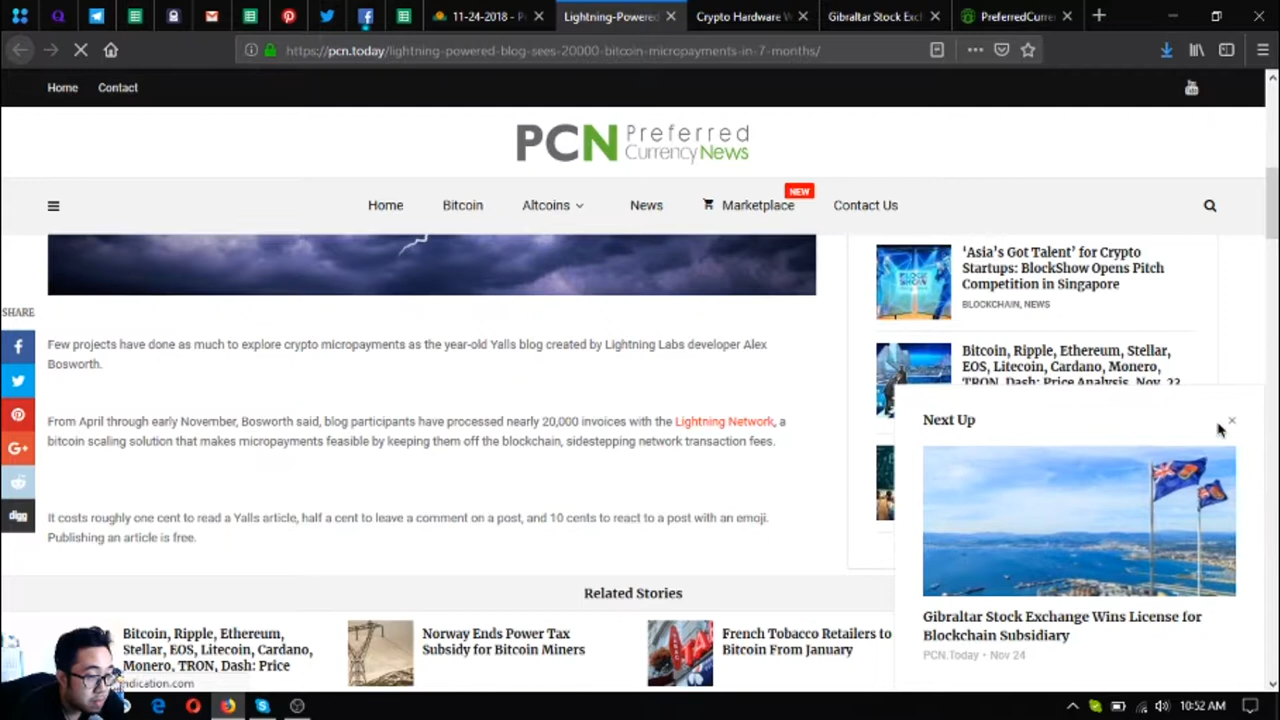 11-24-2018 - P
Lightning-Powered
Crypto Hardware W
Gibraltar Stock Exch
PreferredCurre
https://pcn.today/lightning-powered-blog-sees-20000-bitcoin-micropayments-in-7-months/
Home Contact
PCN Preferred
CurrencyNews
NEW
Home Bitcoin Altcoins News Marketplace Contact Us
'Asia's Got Talent' for Crypto
Startups: BlockShow Opens Pitch
Competition in Singapore
BLOCKCHAIN, NEWS
SHARE
Few projects have done as much to explore crypto micropayments as the year-old Yalls blog created by Lightning Labs developer Alex
Bosworth.
Bitcoin, Ripple, Ethereum, Stellar,
EOS, Litecoin, Cardano, Monero,
TRON, Dash: Price Analysis, Nov. 23
From April through early November, Bosworth said, blog participants have processed nearly 20,000 invoices with the Lightning Network, a
bitcoin scaling solution that makes micropayments feasible by keeping them off the blockchain, sidestepping network transaction fees.
Next Up
G+
digg
It costs roughly one cent to read a Yalls article, half a cent to leave a comment on a post, and 10 cents to react to a post with an emoji.
Publishing an article is free.
Related Stories
Gibraltar Stock Exchange Wins License for
Blockchain Subsidiary
PCN.Today • Nov 24
Bitcoin, Ripple, Ethereum,
Stellar, EOS, Litecoin, Cardano,
Monero, TRON, Dash: Price
Norway Ends Power Tax
Subsidy for Bitcoin Miners
French Tobacco Retailers to
Bitcoin From January
ndication.com
10:52 AM